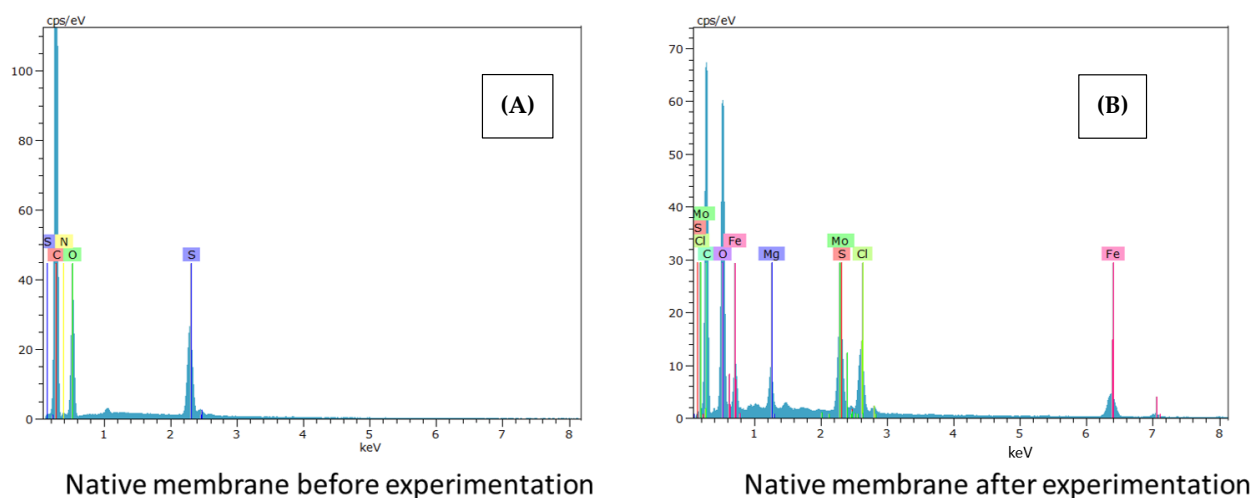 cps/eV
100
80
60
40
20
0
S N
C O
S
1 2 3 4 5 6 7 8
keV
(A)
Native membrane before experimentation
cps/eV
70
60
50
40
30
20
10
0
Mo
S
Cl
C O Fe Mg
Mo
S Cl
Fe
1 2 3 4 5 6 7 8
keV
(B)
Native membrane after experimentation